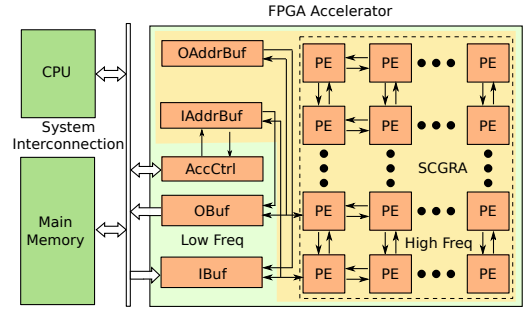 FPGA Accelerator
CPU
System
Interconnection
Main
Memory
OAddrBuf
IAddrBuf
AccCtrl
OBuf
Low Freq
IBuf
PE PE PE
PE PE PE
SCGRA
PE PE PE
High Freq
PE PE PE